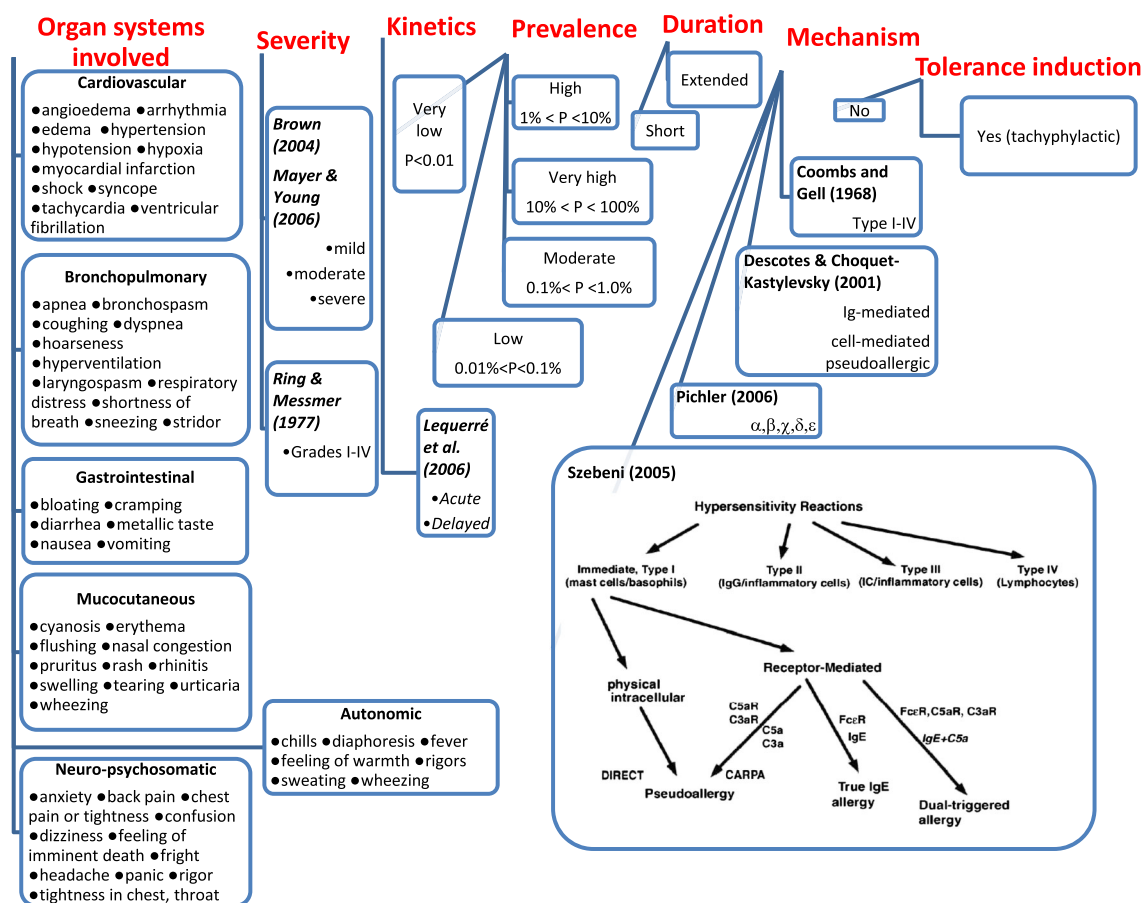 Organ systems
involved
Cardiovascular
●angioedema ●arrhythmia
●edema ●hypertension
●hypotension ●hypoxia
●myocardial infarction
●shock ●syncope
●tachycardia ●ventricular
fibrillation
Bronchopulmonary
●apnea ●bronchospasm
●coughing ●dyspnea
●hoarseness
●hyperventilation
●laryngospasm ●respiratory
distress ●shortness of
breath ●sneezing ●stridor
Gastrointestinal
●bloating ●cramping
●diarrhea ●metallic taste
●nausea ●vomiting
Mucocutaneous
●cyanosis ●erythema
●flushing ●nasal congestion
●pruritus ●rash ●rhinitis
●swelling ●tearing ●urticaria
●wheezing
Autonomic
●chills ●diaphoresis ●fever
●feeling of warmth ●rigors
●sweating ●wheezing
Neuro-psychosomatic
●anxiety ●back pain ●chest
pain or tightness ●confusion
●dizziness ●feeling of
imminent death ●fright
●headache ●panic ●rigor
●tightness in chest, throat
Severity
Brown
(2004)
Mayer &
Young
(2006)
•mild
•moderate
•severe
Ring &
Messmer
(1977)
•Grades I-IV
Kinetics
Lequerré
et al.
(2006)
•Acute
•Delayed
Prevalence
Very
low
P<0.01
High
1% < P <10%
Very high
10% < P < 100%
Moderate
0.1%< P <1.0%
Low
0.01%<P<0.1%
Duration
Extended
Short
Mechanism
Coombs and
Gell (1968)
Type I-IV
Descotes & Choquet-
Kastylevsky (2001)
Ig-mediated
cell-mediated
pseudoallergic
Pichler (2006)
α,β,χ,δ,ε
Szebeni (2005)
Hypersensitivity Reactions
Immediate, Type I
(mast cells/basophils)
Type II
(IgG/inflammatory cells)
Type III
(IC/inflammatory cells)
Type IV
(Lymphocytes)
physical
intracellular
Receptor-Mediated
C5aR
C3aR
C5a
C3a
FcεR
IgE
FcεR,C5aR, C3aR
IgE+C5a
DIRECT
CARPA
Pseudoallergy
True IgE
allergy
Dual-triggered
allergy
Tolerance induction
No
Yes (tachyphylactic)